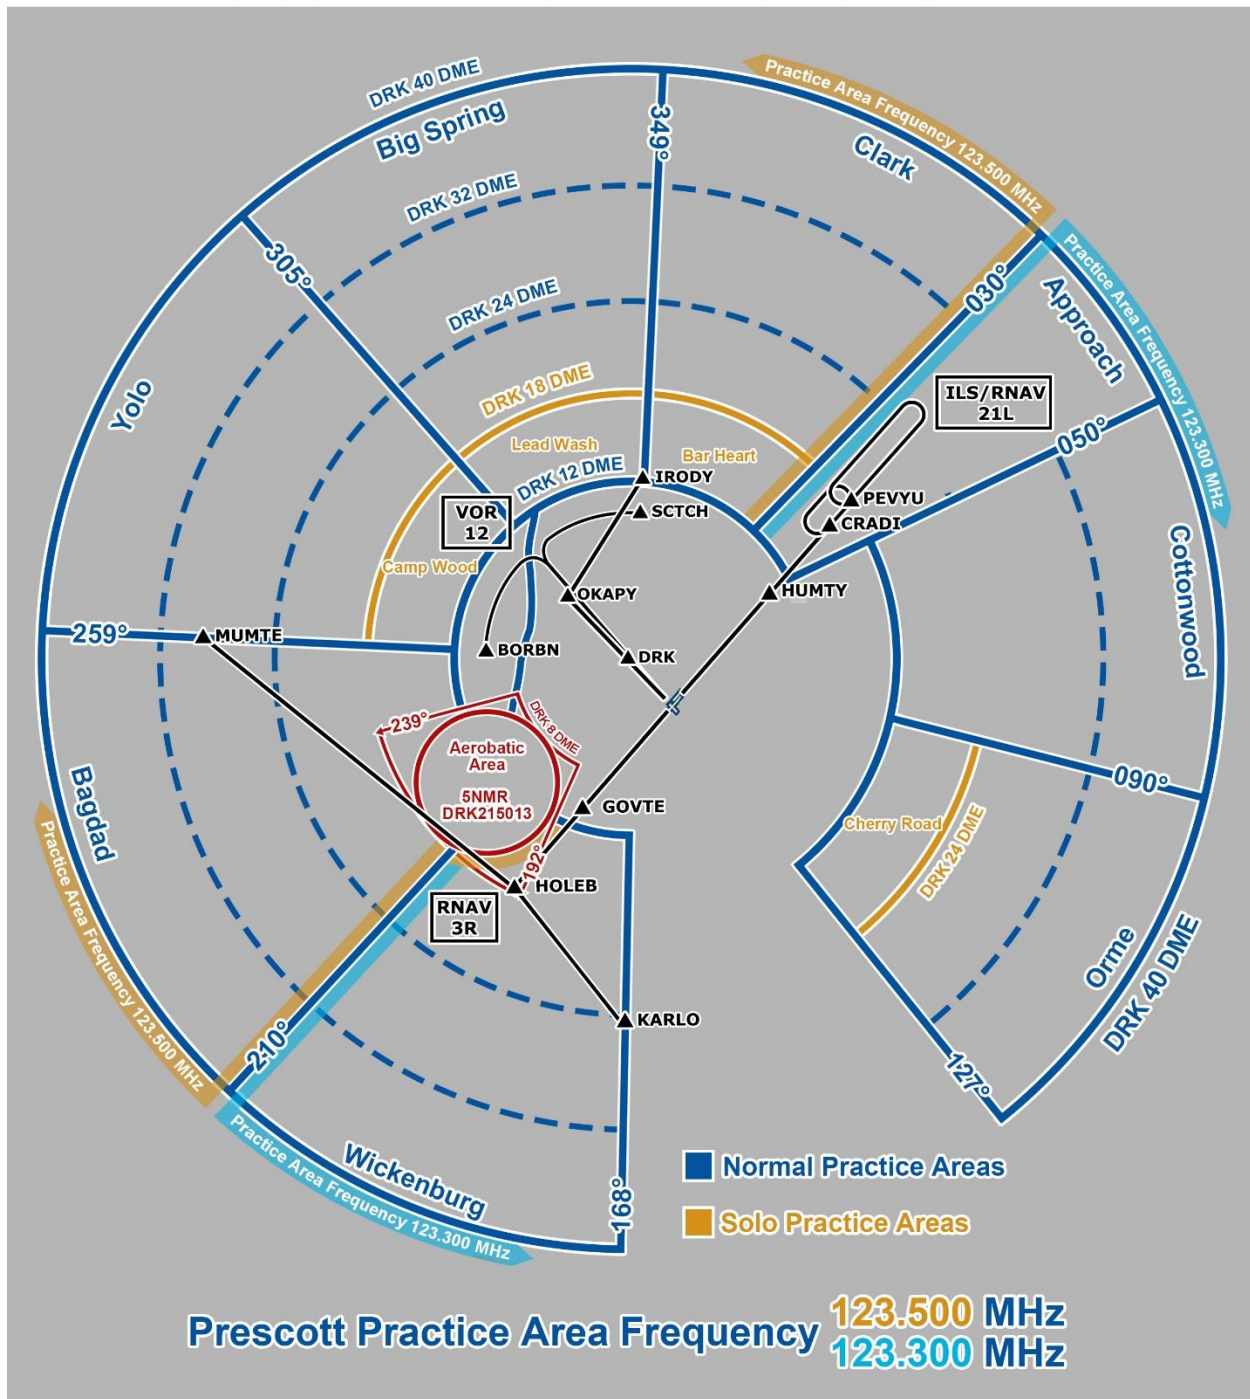 DRK 40 DME
Big Spring
Practice Area Frequency 123.500 MHz
349°
Clark
DRK 32 DME
Practice Area Frequency 123.300 MHz
305°
030°
Approach
DRK 24 DME
Yolo
DRK 18 DME
ILS/RNAV
21L
050°
Lead Wash
Bar Heart
DRK 12 DME
IRODY
VOR
12
SCTCH
PEVYU
CRADI
Camp Wood
Cottonwood
OKAPY
HUMTY
259°
MUMTE
BORBN
DRK
239°
DRK 8 DME
Aerobatic
Area
5NMR
DRK215013
090°
Bagdad
GOVTE
Cherry Road
DRK 24 DME
192°
HOLEB
RNAV
3R
Orme
DRK 40 DME
Practice Area Frequency 123.500 MHz
KARLO
210°
127°
Wickenburg
Practice Area Frequency 123.300 MHz
168°
Normal Practice Areas
Solo Practice Areas
Prescott Practice Area Frequency 123.500 MHz
123.300 MHz